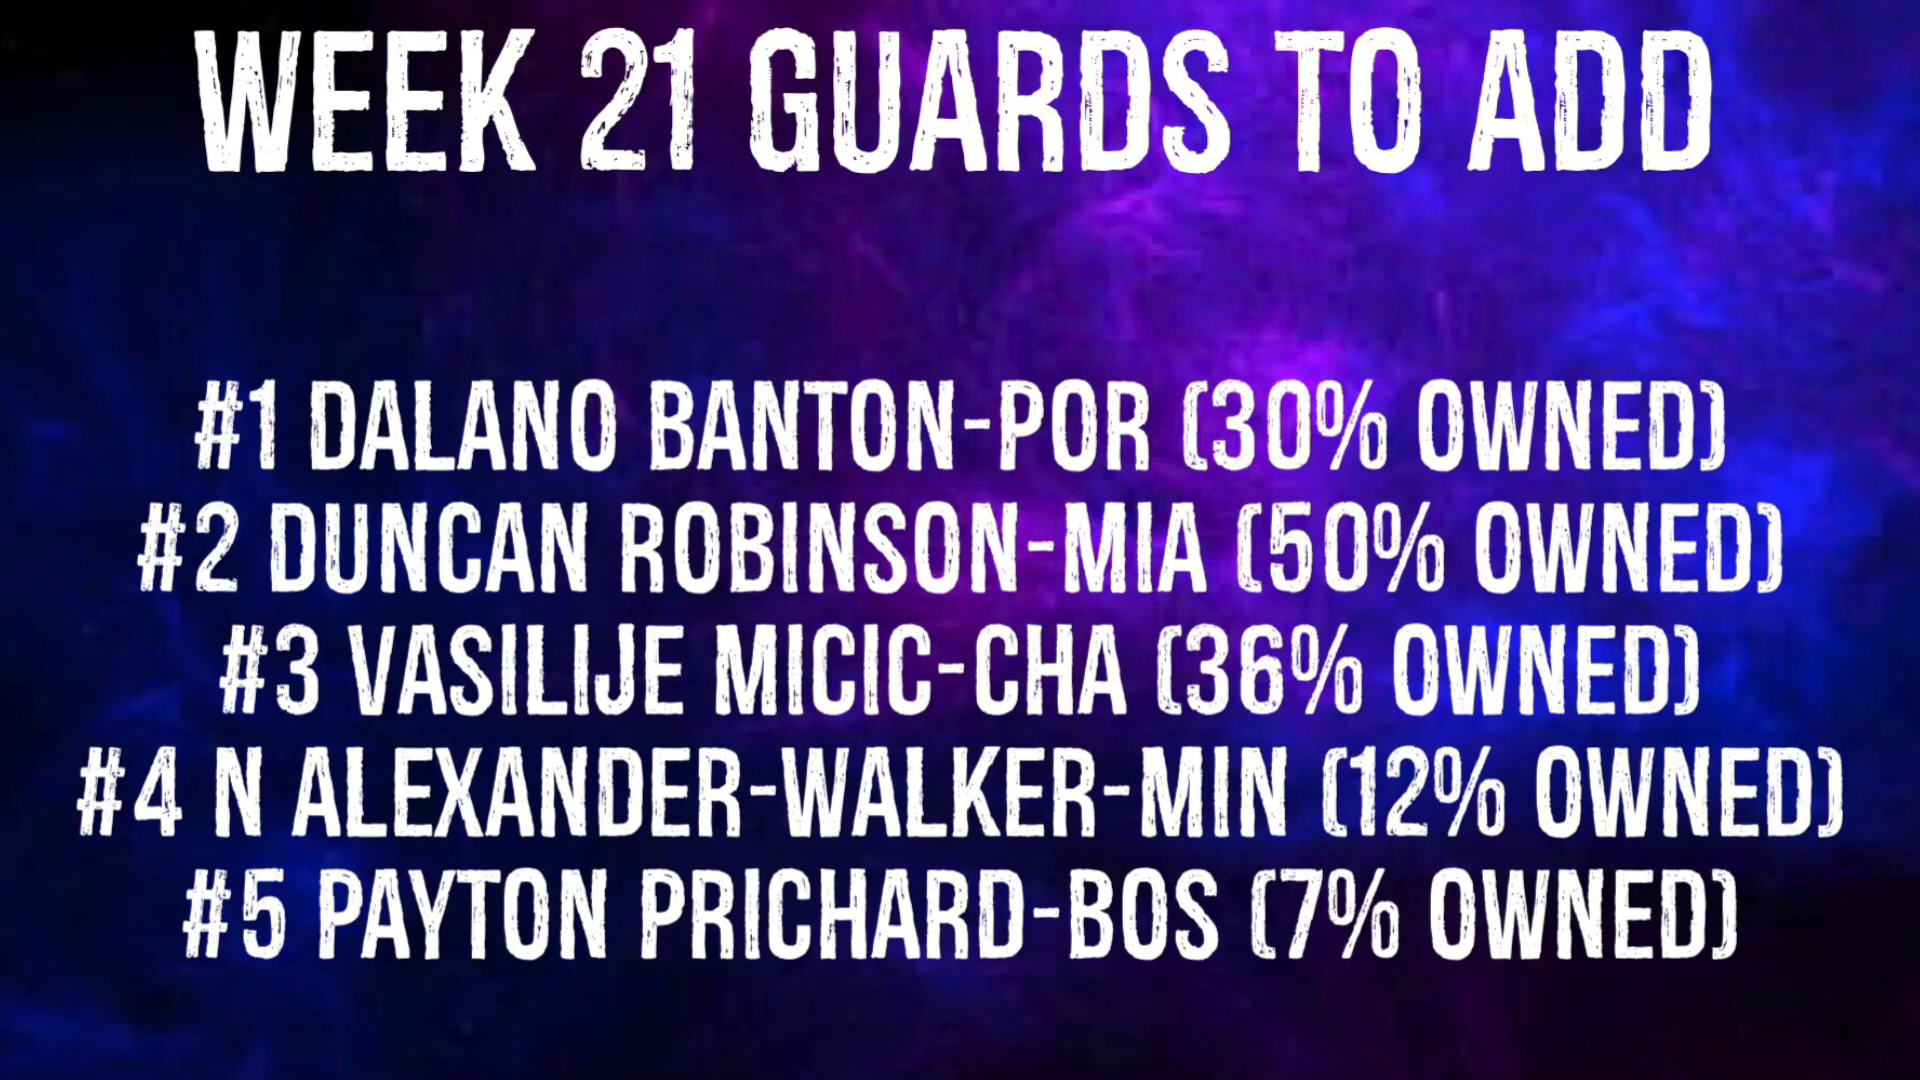 WEEK 21 GUARDS TO ADD
#1 DALANO BANTON-POR (30% OWNED)
#2 DUNCAN ROBINSON-MIA (50% OWNED)
#3 VASILIJE MICIC-CHA (36% OWNED)
#4 N ALEXANDER-WALKER-MIN (12% OWNED)
#5 PAYTON PRICHARD-BOS (7% OWNED)